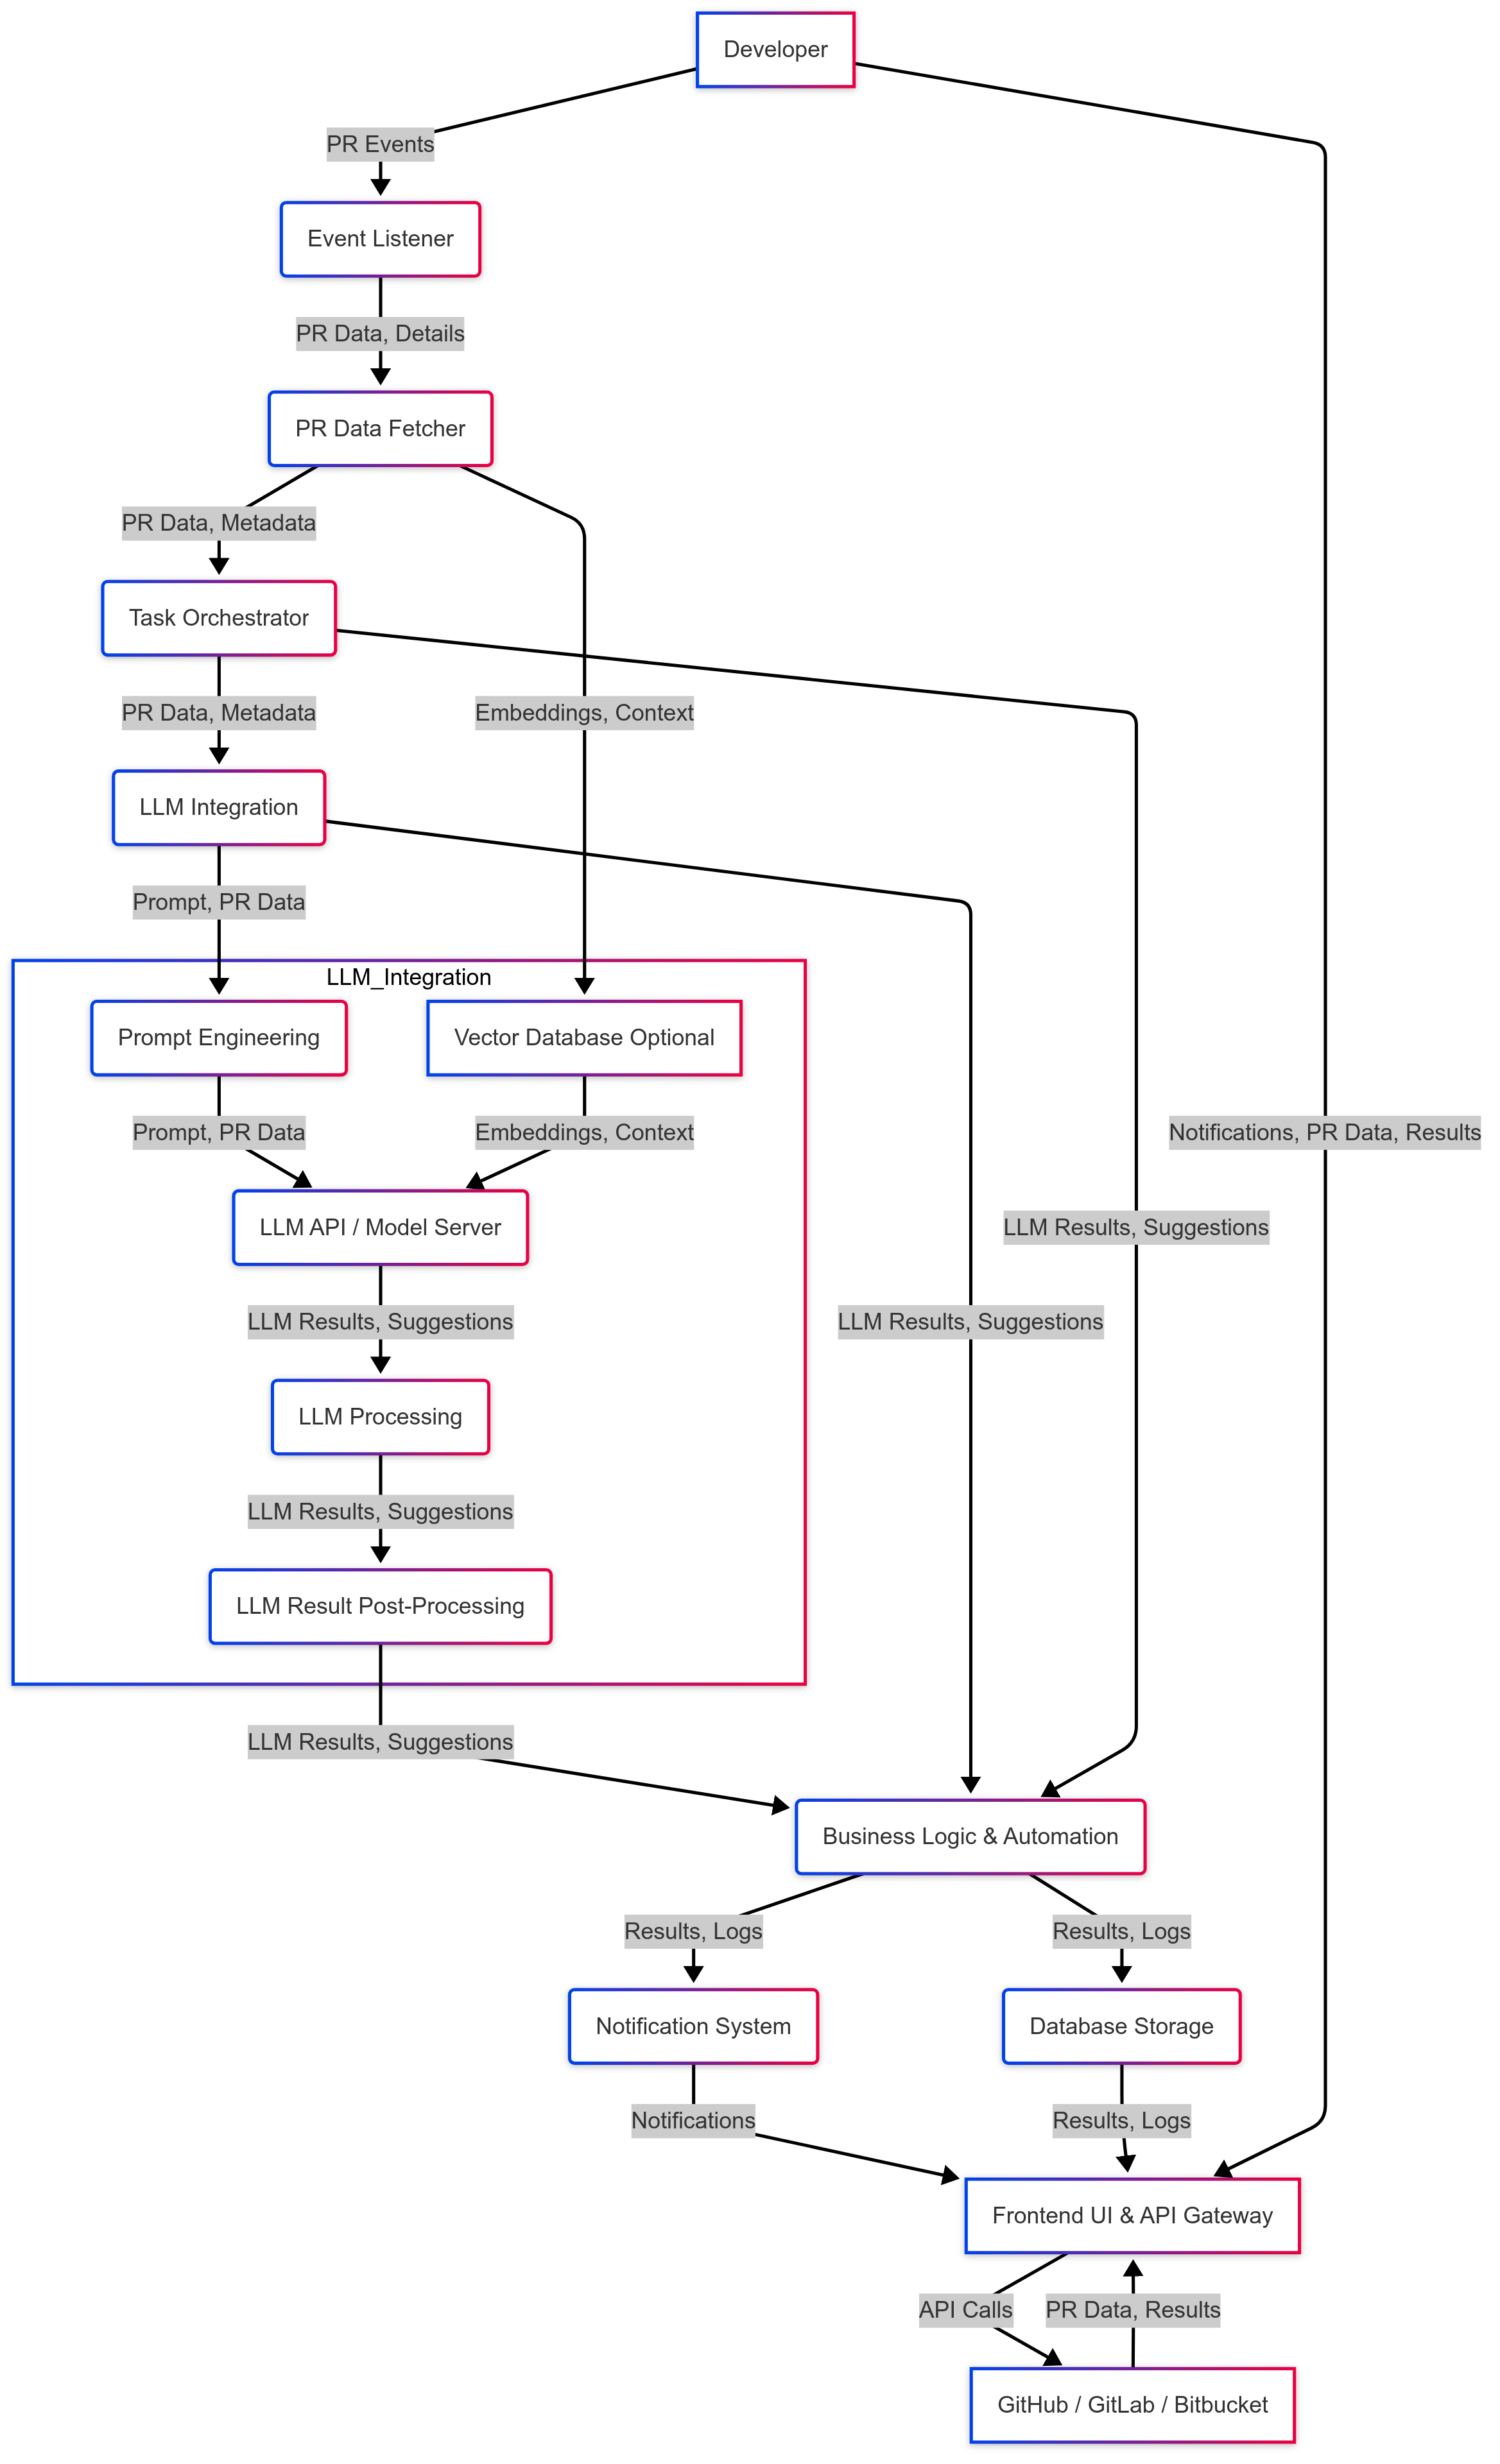 Developer
PR Events
Event Listener
PR Data, Details
PR Data Fetcher
PR Data, Metadata
Task Orchestrator
PR Data, Metadata
Embeddings, Context
LLM Integration
Prompt, PR Data
LLM_Integration
Prompt Engineering
Vector Database Optional
Prompt, PR Data
Embeddings, Context
Notifications, PR Data, Results
LLM API / Model Server
LLM Results, Suggestions
LLM Results, Suggestions
LLM Results, Suggestions
LLM Processing
LLM Results, Suggestions
LLM Result Post-Processing
LLM Results, Suggestions
Business Logic & Automation
Results, Logs
Results, Logs
Notification System
Database Storage
Notifications
Results, Logs
Frontend UI & API Gateway
API Calls
PR Data, Results
GitHub / GitLab / Bitbucket